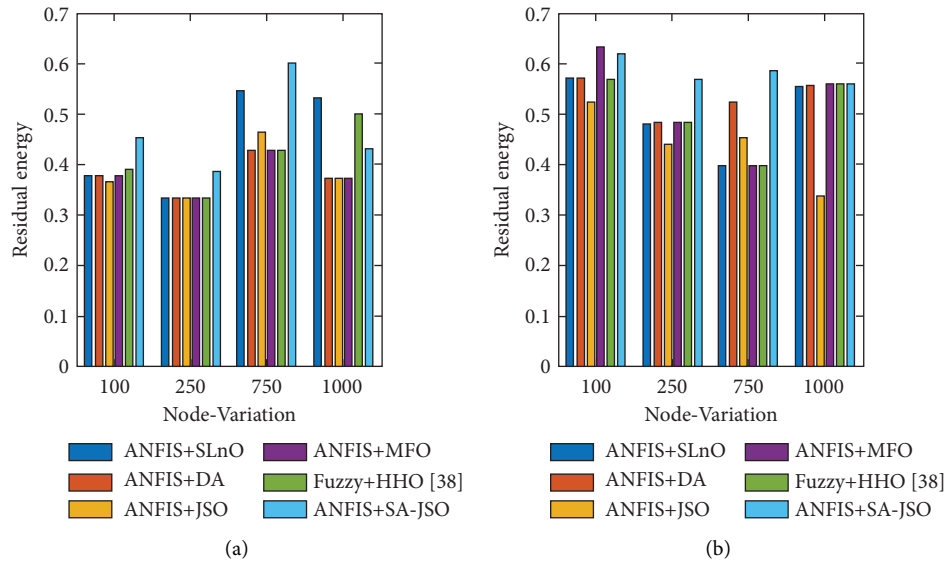 0.7
0.6
0.5
0.4
0.3
0.2
0.1
0
Residual energy
100 250 750 1000
Node-Variation
ANFIS+SLnO ANFIS+MFO
ANFIS+DA Fuzzy+HHO [38]
ANFIS+JSO ANFIS+SA-JSO
(a)
0.7
0.6
0.5
0.4
0.3
0.2
0.1
0
Residual energy
100 250 750 1000
Node-Variation
ANFIS+SLnO ANFIS+MFO
ANFIS+DA Fuzzy+HHO [38]
ANFIS+JSO ANFIS+SA-JSO
(b)